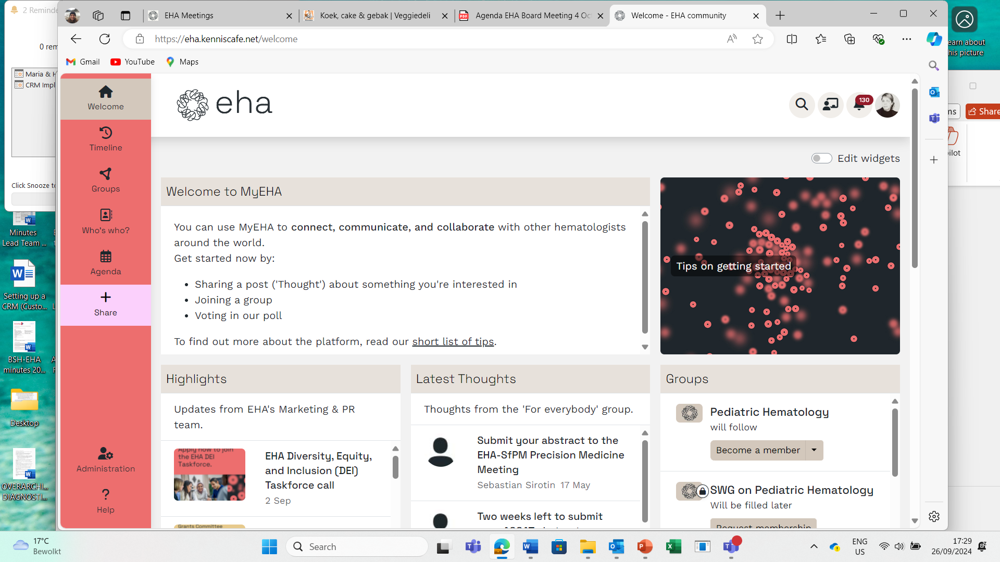 EHA Meetings
Koek, cake & gebak | Veggiedeli
Agenda EHA Board Meeting 4 Oc
Welcome - EHA community
https://eha.kenniscafe.net/welcome
Gmail
YouTube
Maps
2 Reminde
0 rem
Maria & H
CRM Impl
Click Snooze to
Minutes
Lead Team ...
Setting up a
CRM (Custo...
BSH-EHA
minutes 20...
Desktop
OVERARCHI...
DIAGNOSTI...
earn about
his picture
ms
Share
ilot
Welcome
Timeline
Groups
Who's who?
Agenda
Share
Administration
Help
eha
130
Edit widgets
Welcome to MyEHA
You can use MyEHA to connect, communicate, and collaborate with other hematologists
around the world.
Get started now by:
• Sharing a post ('Thought') about something you're interested in
• Joining a group
• Voting in our poll
To find out more about the platform, read our short list of tips.
Tips on getting started
Highlights
Updates from EHA's Marketing & PR
team.
Apply now to join
the EHA DEI
Taskforce.
EHA Diversity, Equity,
and Inclusion (DEI)
Taskforce call
2 Sep
Grants Committee
Latest Thoughts
Thoughts from the 'For everybody' group.
Submit your abstract to the
EHA-SfPM Precision Medicine
Meeting
Sebastian Sirotin 17 May
Two weeks left to submit
Groups
Pediatric Hematology
will follow
Become a member
SWG on Pediatric Hematology
Will be filled later
Request membership
17°C
Bewolkt
Search
ENG
US
17:29
26/09/2024